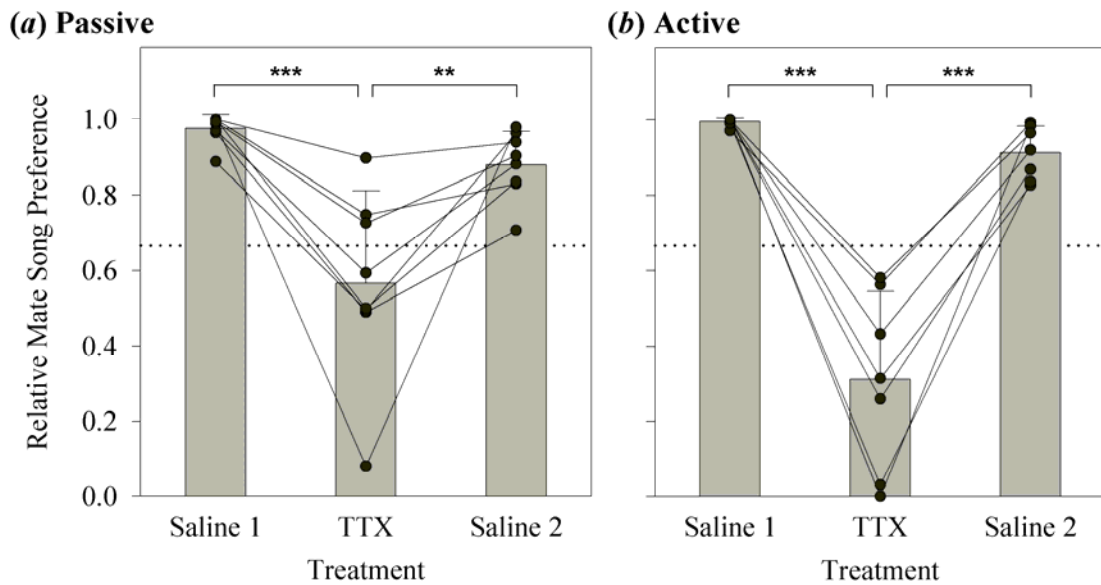 (a) Passive
(b) Active
*** **
*** ***
Relative Mate Song Preference
1.0
0.8
0.6
0.4
0.2
0.0
Saline 1 TTX Saline 2
Saline 1 TTX Saline 2
Treatment
Treatment